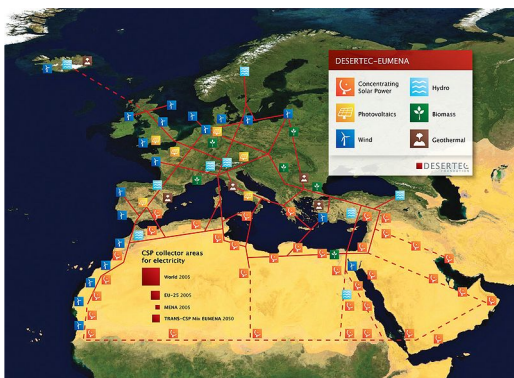 DESERTEC-EUMENA
Concentrating
Solar Power
Hydro
Photovoltaics
Biomass
Wind
Geothermal
DESERTEC
FOUNDATION
CSP collector areas
for electricity
World 2005
EU-25 2005
MENA 2005
TRANS-CSP Mix EUMENA 2050